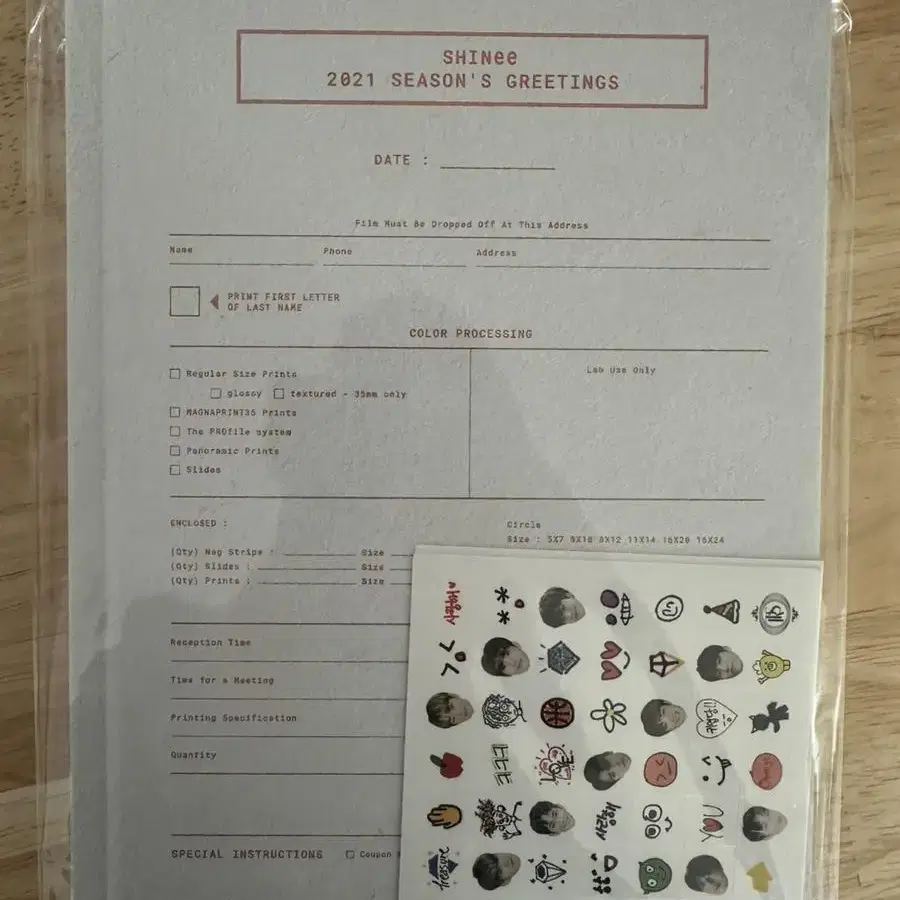 SHINee
2021 SEASON'S GREETINGS
DATE :
Film Must Be Dropped Off At This Address
Name Phone Address
PRINT FIRST LETTER
OF LAST NAME
COLOR PROCESSING
Regular Size Prints
glossy textured - 35mm only
MAGNAPRINT35 Prints
The PROfile system
Panoramic Prints
Slides
Lab Use Only
ENCLOSED :
(Qty) Neg Strips : Size
(Qty) Slides : Size
(Qty) Prints : Size
Circle
Size : 5X7 8X10 8X12 11X14 16X20 16X24
Reception Time
Time for a Meeting
Printing Specification
Quantity
SPECIAL INSTRUCTIONS Coupon